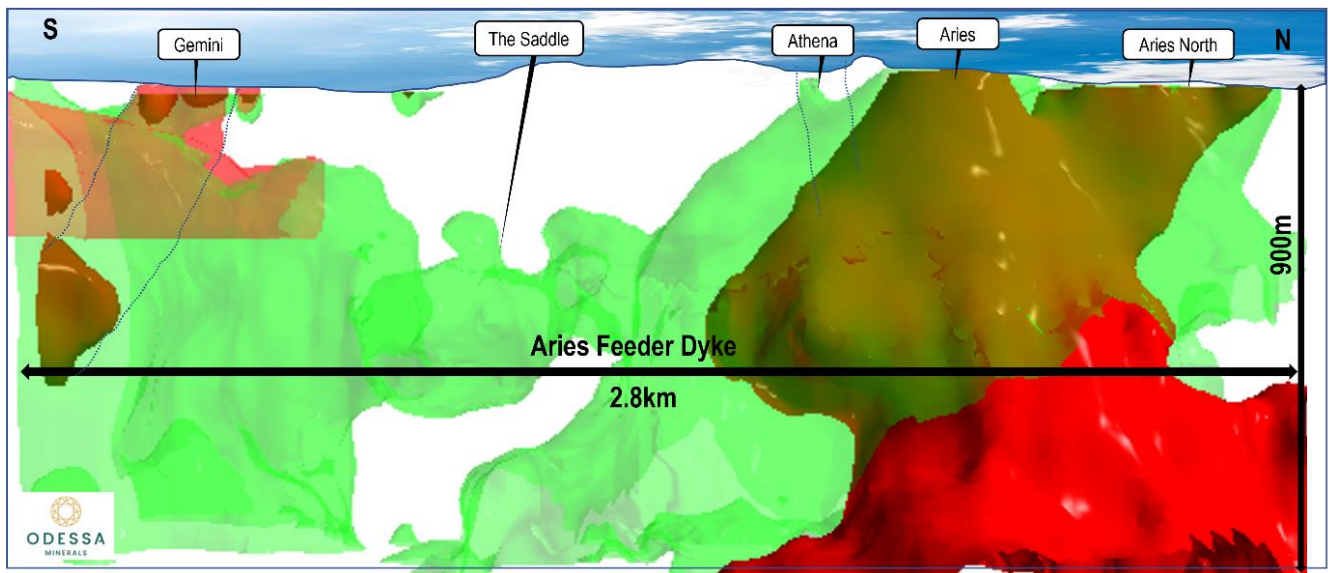 S
Gemini
The Saddle
Athena
Aries
Aries North
N
900m
Aries Feeder Dyke
2.8km
ODESSA
MINERALS